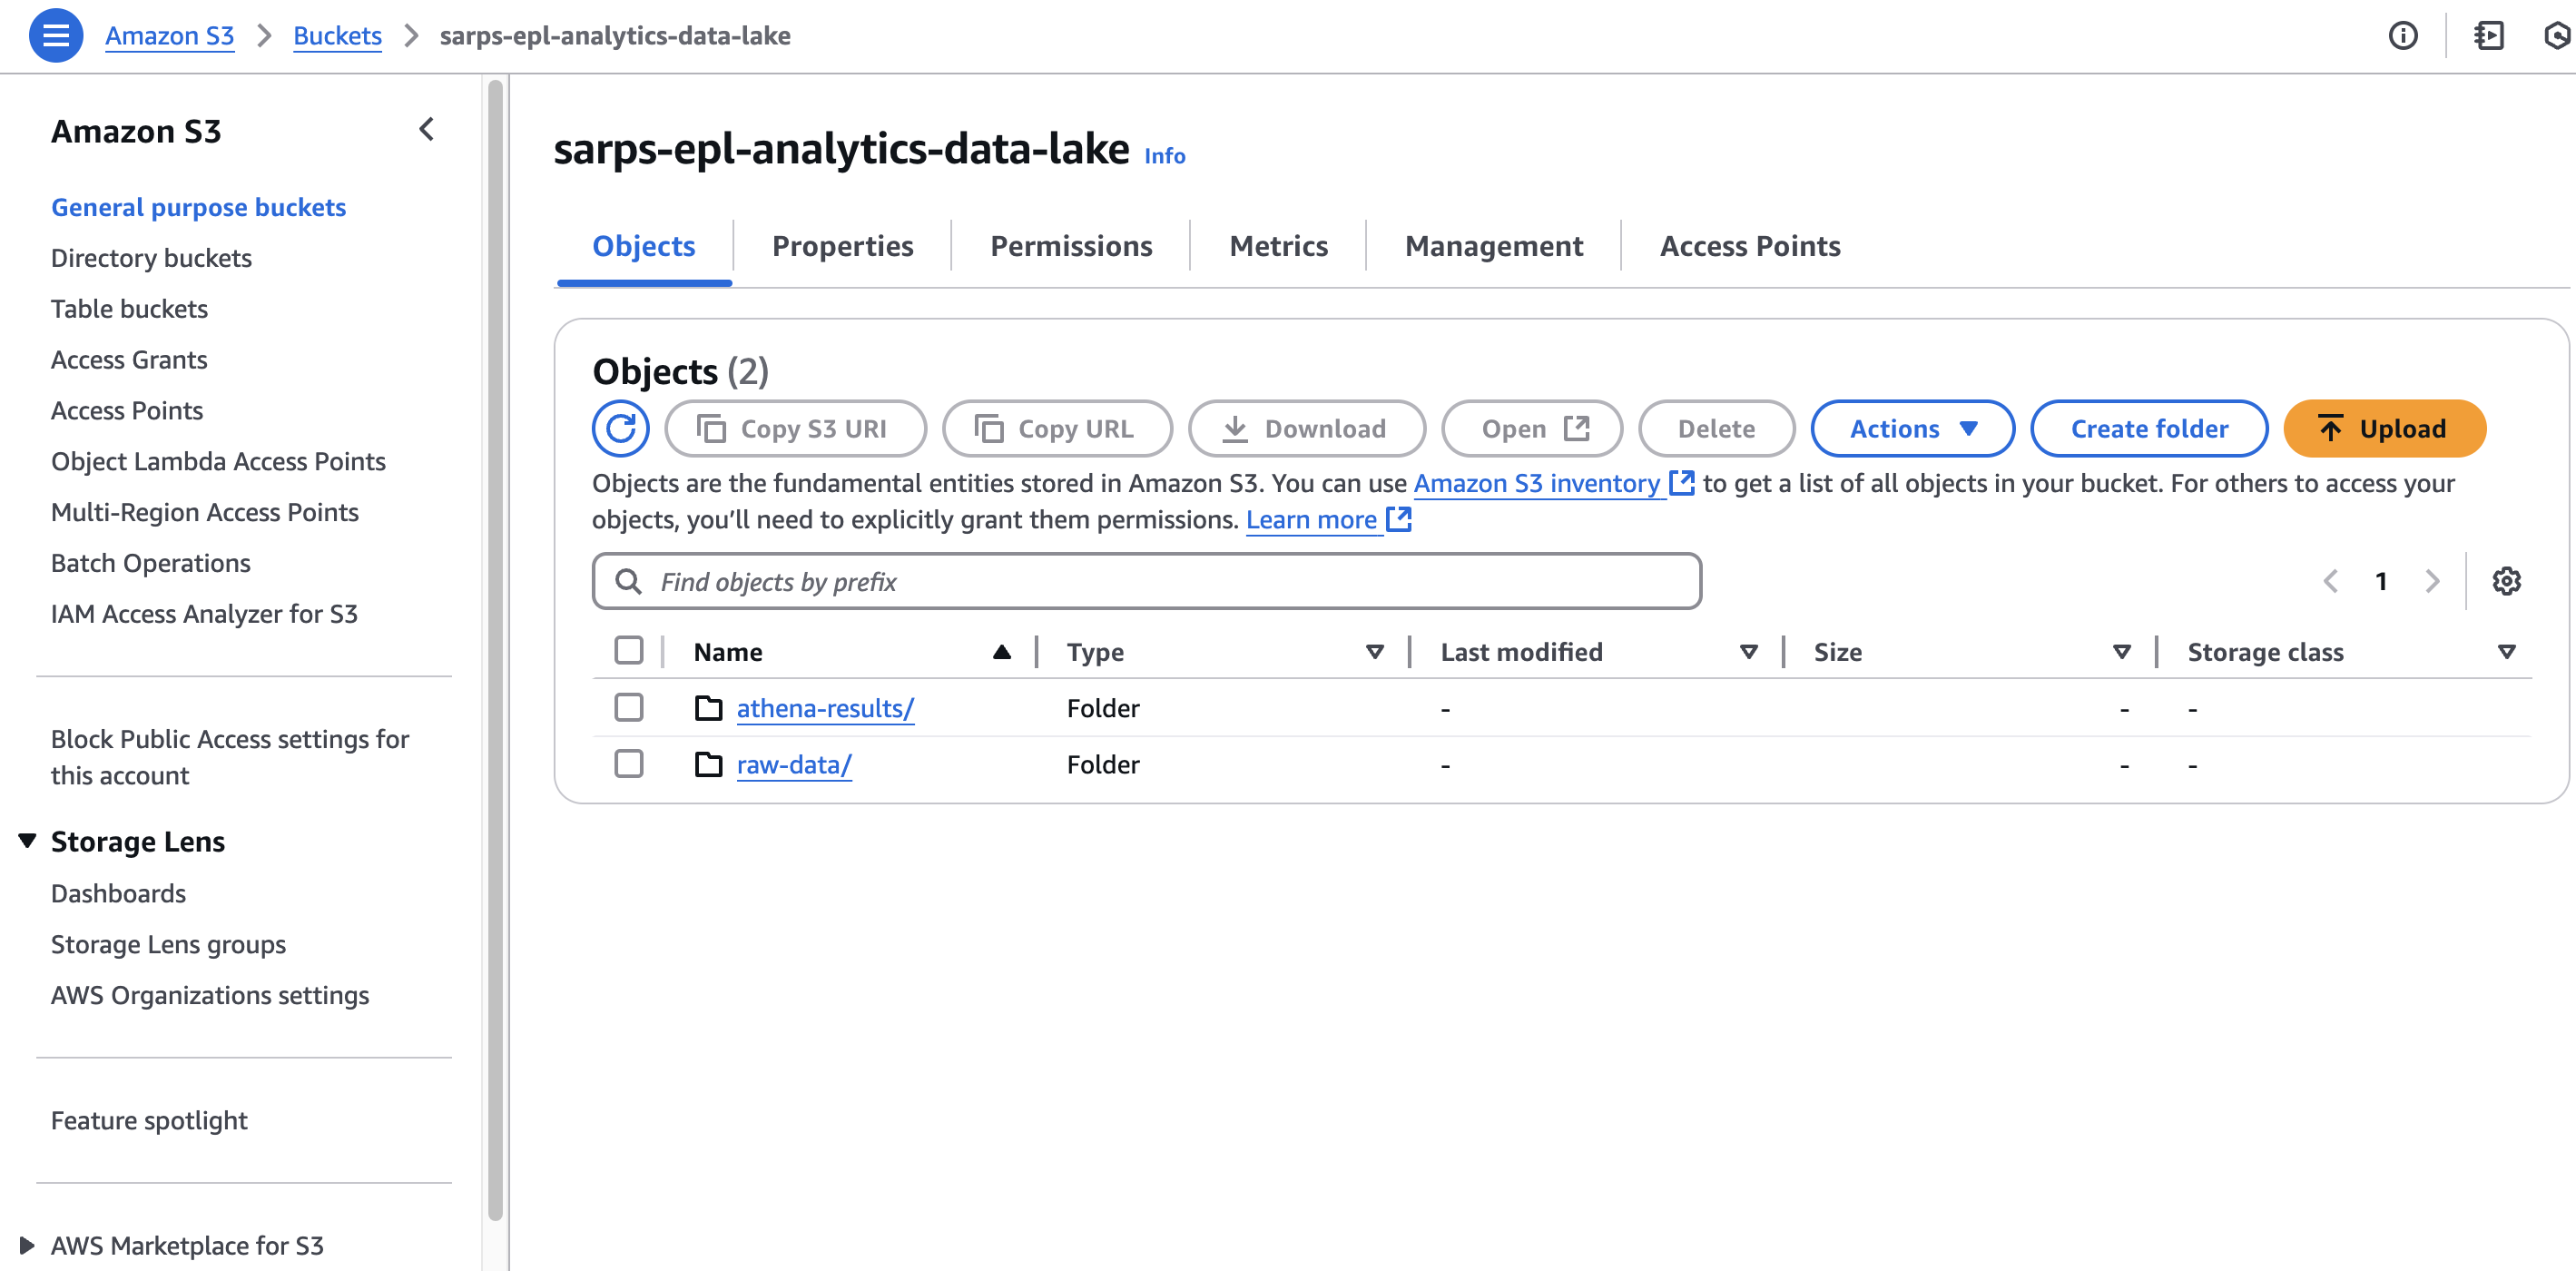 Amazon S3 > Buckets > sarps-epl-analytics-data-lake
Amazon S3
General purpose buckets
Directory buckets
Table buckets
Access Grants
Access Points
Object Lambda Access Points
Multi-Region Access Points
Batch Operations
IAM Access Analyzer for S3
Block Public Access settings for
this account
Storage Lens
Dashboards
Storage Lens groups
AWS Organizations settings
Feature spotlight
AWS Marketplace for S3
sarps-epl-analytics-data-lake Info
Objects Properties Permissions Metrics Management Access Points
Objects (2)
Copy S3 URI Copy URL Download Open Delete Actions Create folder Upload
Objects are the fundamental entities stored in Amazon S3. You can use Amazon S3 inventory to get a list of all objects in your bucket. For others to access your
objects, you’ll need to explicitly grant them permissions. Learn more
Find objects by prefix
1
Name Type Last modified Size Storage class
athena-results/ Folder - - -
raw-data/ Folder - - -